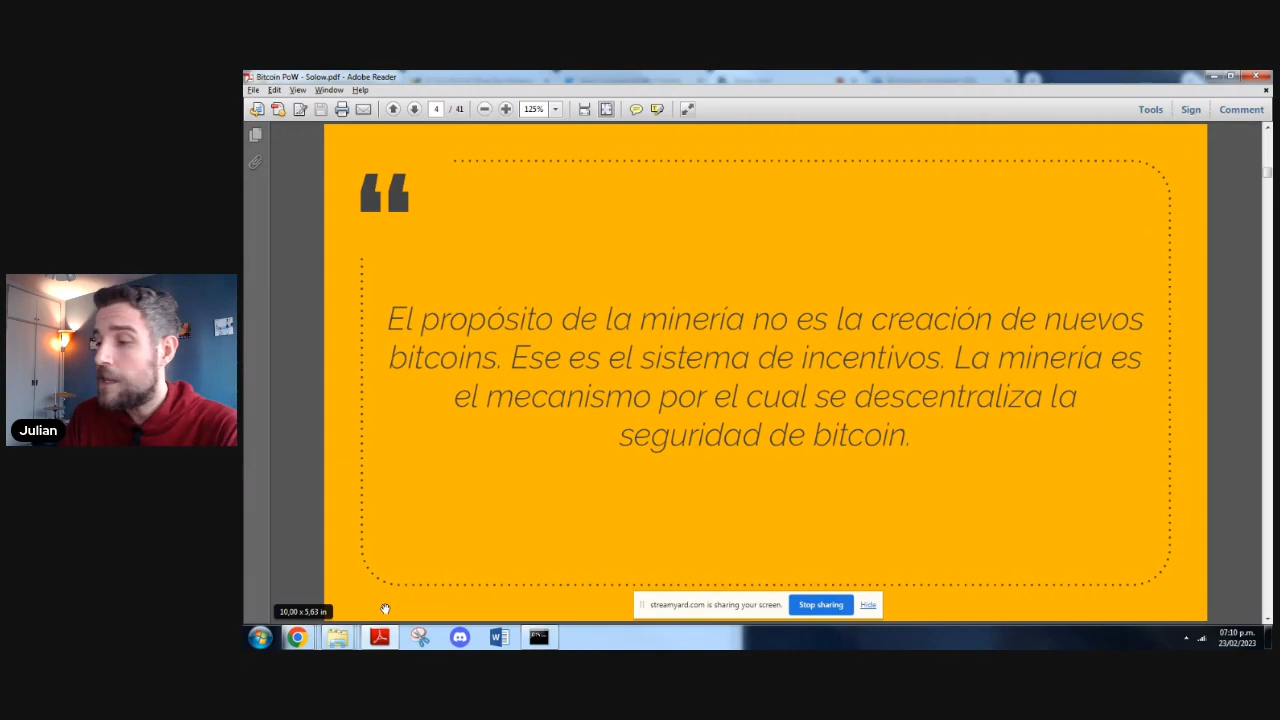 Bitcoin PoW - Solow.pdf - Adobe Reader
File Edit View Window Help
4 / 41 125% Tools Sign Comment
“
El propósito de la minería no es la creación de nuevos
bitcoins. Ese es el sistema de incentivos. La minería es
el mecanismo por el cual se descentraliza la
seguridad de bitcoin.
Julian
10,00 x 5,63 in
streamyard.com is sharing your screen. Stop sharing Hide
07:10 p.m.
23/02/2023